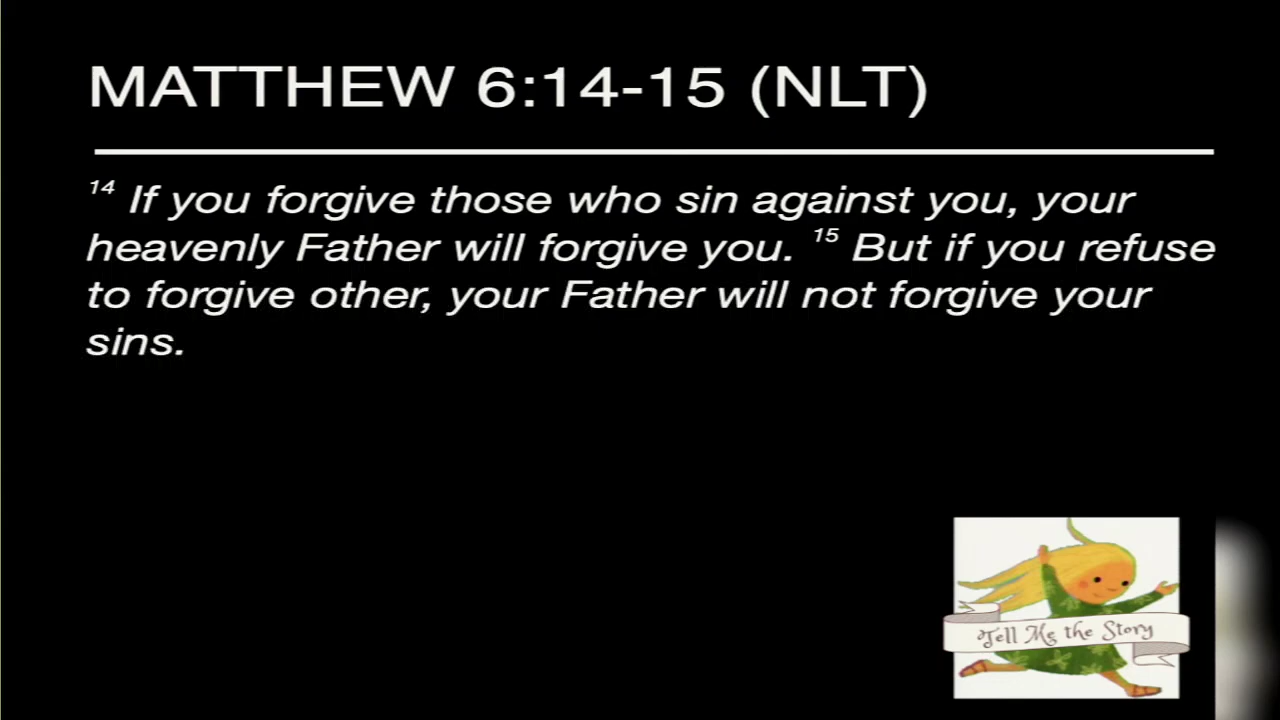 MATTHEW 6:14-15 (NLT)
14 If you forgive those who sin against you, your
heavenly Father will forgive you. 15 But if you refuse
to forgive other, your Father will not forgive your
sins.
Tell Me the Story